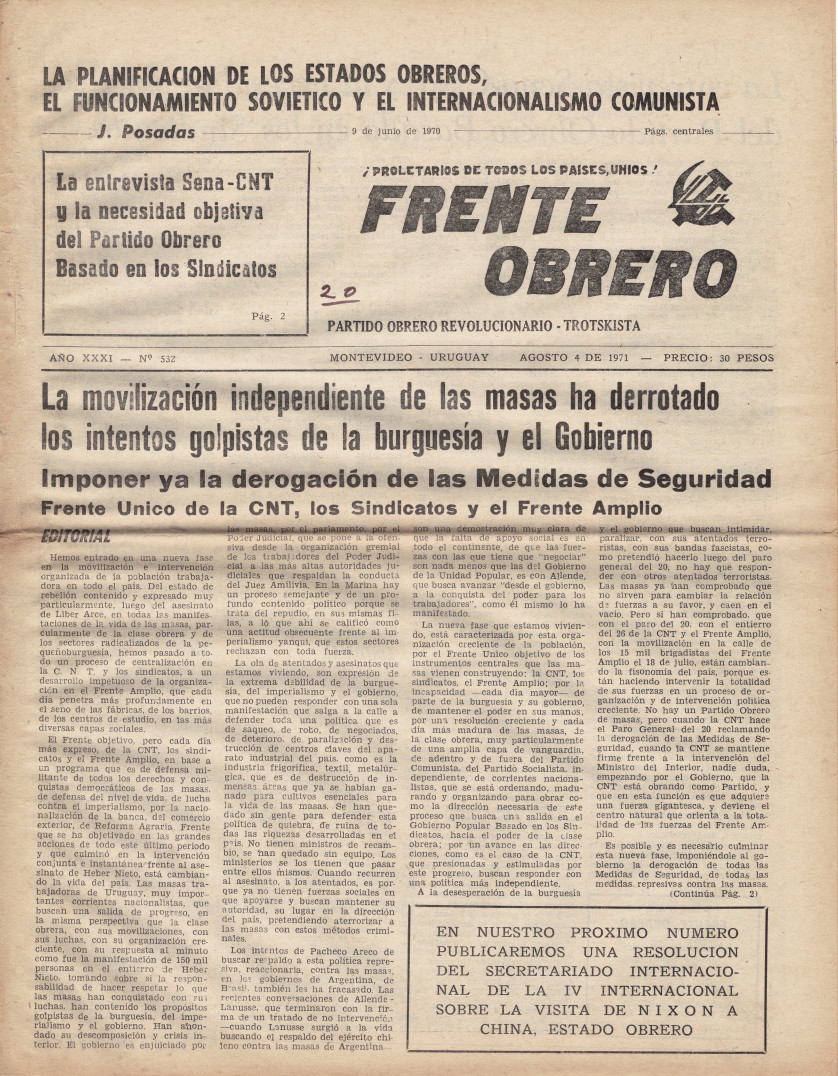 LA PLANIFICACION DE LOS ESTADOS OBREROS,
EL FUNCIONAMIENTO SOVIETICO Y EL INTERNACIONALISMO COMUNISTA
J. Posadas
9 de junio de 1970
Págs. centrales
La entrevista Sena-CNT
y la necesidad objetiva
del Partido Obrero
Basado en los Sindicatos
Pág. 2
¡PROLETARIOS DE TODOS LOS PAISES, UNIOS!
FRENTE
OBRERO
20
PARTIDO OBRERO REVOLUCIONARIO - TROTSKISTA
AÑO XXXI — Nº 532
MONTEVIDEO - URUGUAY
AGOSTO 4 DE 1971 — PRECIO: 30 PESOS
La movilización independiente de las masas ha derrotado
los intentos golpistas de la burguesía y el Gobierno
Imponer ya la derogación de las Medidas de Seguridad
Frente Unico de la CNT, los Sindicatos y el Frente Amplio
EDITORIAL
Hemos entrado en una nueva fase
en la movilización e intervención
organizada de la población trabaja-
dora en todo el país. Del estado de
rebelión contenido y expresado muy
particularmente, luego del asesinato
de Líber Arce, en todas las manifes-
taciones de la vida de las masas, par-
cularmente de la clase obrera y de
los sectores radicalizados de la pe-
queñoburguesía, hemos pasado a to-
do un proceso de centralización en
la C. N. T. y los sindicatos, a un
desarrollo impetuoso de la organiza-
ción en el Frente Amplio, que cada
día penetra más profundamente en
el seno de las fábricas, de los barrios,
de los centros de estudio, en las más
diversas capas sociales.
El Frente objetivo, pero cada día
más expreso, de la CNT, los sindi-
catos y el Frente Amplio, en base a
un programa que es de defensa mi-
litante de todos los derechos y con-
quistas democráticos de las masas,
de defensa del nivel de vida, de lucha
contra el imperialismo, por la nacio-
nalización de la banca, del comercio
exterior, de Reforma Agraria, Frente
que se ha objetivado en las grandes
acciones de todo este último período
y que culminó en la intervención
conjunta e instantánea frente al ase-
sinato de Heber Nieto, está cambian-
do la vida del país. Las masas tra-
bajadoras de Uruguay, muy impor-
tantes corrientes nacionalistas, que
buscan una salida de progreso, en
la misma perspectiva que la clase
obrera, con sus movilizaciones, con
sus luchas, con su organización cre-
ciente, con su respuesta al minuto
como fue la manifestación de 150 mil
personas en el entierro de Heber
Nieto, tomando sobre sí la respon-
sabilidad de hacer respetar lo que
las masas han conquistado con sus
luchas, han contenido los propósitos
golpistas de la burguesía, del impe-
rialismo y el gobierno. Han ahon-
dado su descomposición y crisis in-
terior. El gobierno es enjuiciado por
las masas, por el parlamento, por el
Poder Judicial, que se pone a la ofen-
siva desde la organización gremial
de los trabajadores del Poder Judi-
cial a las más altas autoridades ju-
diciales que respaldan la conducta
del Juez Amilivia. En la Marina hay
un proceso semejante y de un pro-
fundo contenido político porque se
trata del repudio, en sus mismas fi-
las, a lo que ahí se calificó como
una actitud obsecuente frente al im-
perialismo yanqui, que estos sectores
rechazan con toda fuerza.
La ola de atentados y asesinatos que
estamos viviendo, son expresión de
la extrema debilidad de la burgue-
sía, del imperialismo y el gobierno,
que no pueden responder con una sola
manifestación que salga a la calle a
defender toda una política que es
de saqueo, de robo, de negociados,
de deterioro, de paralización y des-
trucción de centros claves del apa-
rato industrial del país, como es la
industria frigorífica, textil, metalúr-
gica, que es de destrucción de in-
mensas áreas que ya se habían ga-
nado para cultivos esenciales para
la vida de las masas. Se han que-
dado sin gente para defender esta
política de quiebra, de ruina de to-
das las riquezas desarrolladas en el
país. No tienen ministros de recam-
bio, se han quedado sin equipo. Los
ministerios se los tienen que pasar
entre ellos mismos. Cuando recurren
al asesinato, a los atentados, es por-
que ya no tienen fuerzas sociales en
que apoyarse y buscan mantener su
autoridad, su lugar en la dirección
del país, pretendiendo aterrorizar a
las masas con estos métodos crimi-
nales.
Los intentos de Pacheco Areco de
buscar respaldo a esta política repre-
siva, reaccionaria, contra las masas,
en los gobiernos de Argentina, de
Brasil, también les ha fracasado. Las
recientes conversaciones de Allende-
Lanusse, que terminaron con la fir-
ma de un tratado de no intervención
—cuando Lanusse surgió a la vida
buscando el respaldo del ejército chi-
leno contra las masas de Argentina—
son una demostración muy clara de
que la falta de apoyo social es en
todo el continente, de que las fuer-
zas con las que tiene que "negociar"
son nada menos que las del Gobierno
de la Unidad Popular, es con Allende,
que busca avanzar "desde el gobierno,
a la conquista del poder para los
trabajadores", como él mismo lo ha
manifestado.
La nueva fase que estamos vivien-
do, está caracterizada por esta orga-
nización creciente de la población,
por el Frente Unico objetivo de los
instrumentos centrales que las ma-
sas vienen construyendo: la CNT, los
sindicatos, el Frente Amplio; por la
incapacidad —cada día mayor— de
parte de la burguesía y su gobierno,
de mantener el poder en sus manos,
por una resolución creciente y cada
día más madura de las masas, de
la clase obrera, muy particularmente
de una amplia capa de vanguardia,
de adentro y de fuera del Partido
Comunista, del Partido Socialista, in-
dependiente, de corrientes naciona-
listas, que se está ordenando, madu-
rando y organizando para obrar co-
mo la dirección necesaria de este
proceso que busca una salida en el
Gobierno Popular Basado en los Sin-
dicatos, hacia el poder de la clase
obrera; por un avance en las direc-
ciones, como es el caso de la CNT,
que presionadas y estimuladas por
este progreso, buscan responder con
una política más independiente.
A la desesperación de la burguesía
y el gobierno que buscan intimidar,
paralizar, con sus atentados terro-
ristas, con sus bandas fascistas, co-
mo pretendió hacerlo luego del paro
general del 20, no hay que respon-
der con otros atentados terroristas.
Las masas ya han comprobado que
no sirven para cambiar la relación
de fuerzas a su favor, y caen en el
vacío. Pero sí han comprobado, que
con el paro del 20, con el entierro,
del 26 de la CNT y el Frente Amplio,
con la movilización en la calle de
los 15 mil brigadistas del Frente
Amplio el 18 de julio, están cambian-
do la fisonomía del país, porque es-
tán haciendo intervenir la totalidad
de sus fuerzas en un proceso de or-
ganización y de intervención política
creciente. No hay un Partido Obrero
de masas, pero cuando la CNT hace
el Paro General del 20 reclamando
la derogación de las Medidas de Se-
guridad, cuando la CNT se mantiene
firme frente a la intervención del
Ministro del Interior, nadie duda,
empezando por el Gobierno, que la
CNT está obrando como Partido, y
que en esta función es que adquiere
una fuerza gigantesca, y deviene el
centro natural que orienta a la tota-
lidad de las fuerzas del Frente Am-
plio.
Es posible y es necesario culminar
esta nueva fase, imponiéndole al go-
bierno la derogación de todas las
Medidas de Seguridad, de todas las
medidas represivas contra las masas.
(Continúa Pág. 2)
EN NUESTRO PROXIMO NUMERO
PUBLICAREMOS UNA RESOLUCION
DEL SECRETARIADO INTERNACIO-
NAL DE LA IV INTERNACIONAL
SOBRE LA VISITA DE NIXON A
CHINA, ESTADO OBRERO